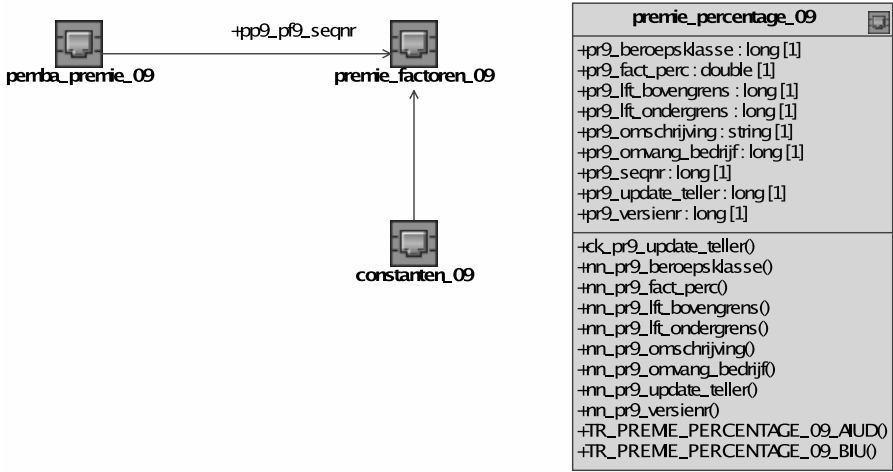 +pp9_pf9_seqnr
pemba_premie_09
premie_factoren_09
constanten_09
premie_percentage_09
+pr9_beroepsklasse : long [1]
+pr9_fact_perc : double [1]
+pr9_lft_bovengrens : long [1]
+pr9_lft_ondergrens : long [1]
+pr9_omschrijving : string [1]
+pr9_omvang_bedrijf : long [1]
+pr9_seqnr : long [1]
+pr9_update_teller : long [1]
+pr9_versienr : long [1]
+ck_pr9_update_teller()
+nn_pr9_beroepsklasse()
+nn_pr9_fact_perc()
+nn_pr9_lft_bovengrens()
+nn_pr9_lft_ondergrens()
+nn_pr9_omschrijving()
+nn_pr9_omvang_bedrijf()
+nn_pr9_update_teller()
+nn_pr9_versienr()
+TR_PREMIE_PERCENTAGE_09_AIUD()
+TR_PREMIE_PERCENTAGE_09_BIU()